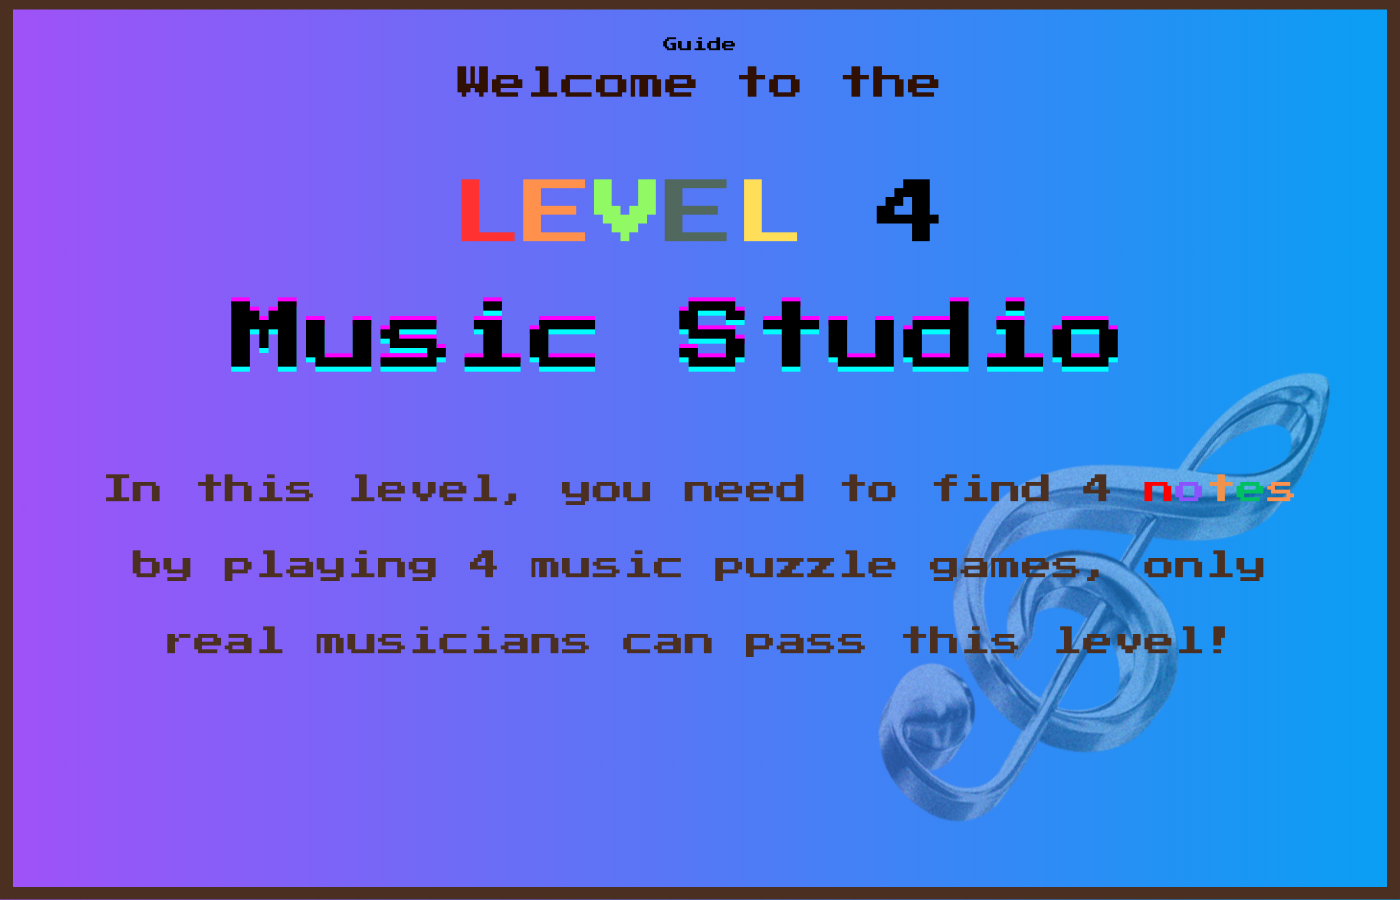 Guide
Welcome to the
LEVEL 4
Music Studio
In this level, you need to find 4 notes
by playing 4 music puzzle games, only
real musicians can pass this level!